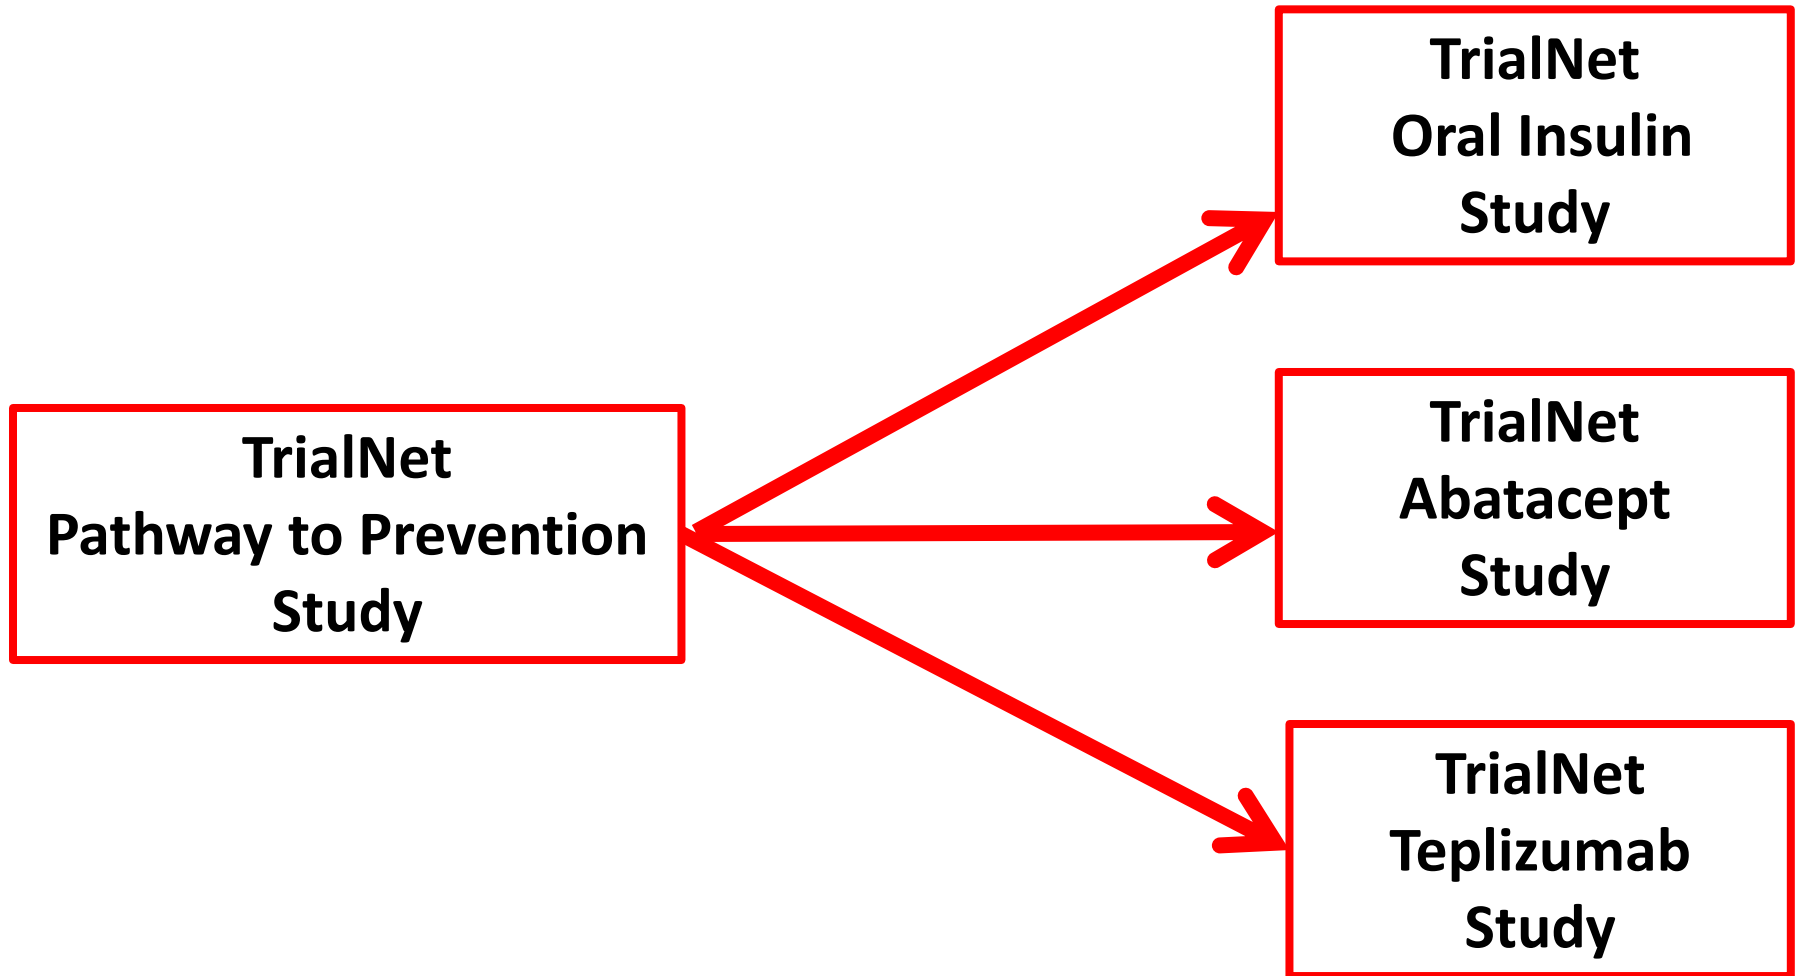 TrialNet
Pathway to Prevention
Study
TrialNet
Oral Insulin
Study
TrialNet
Abatacept
Study
TrialNet
Teplizumab
Study